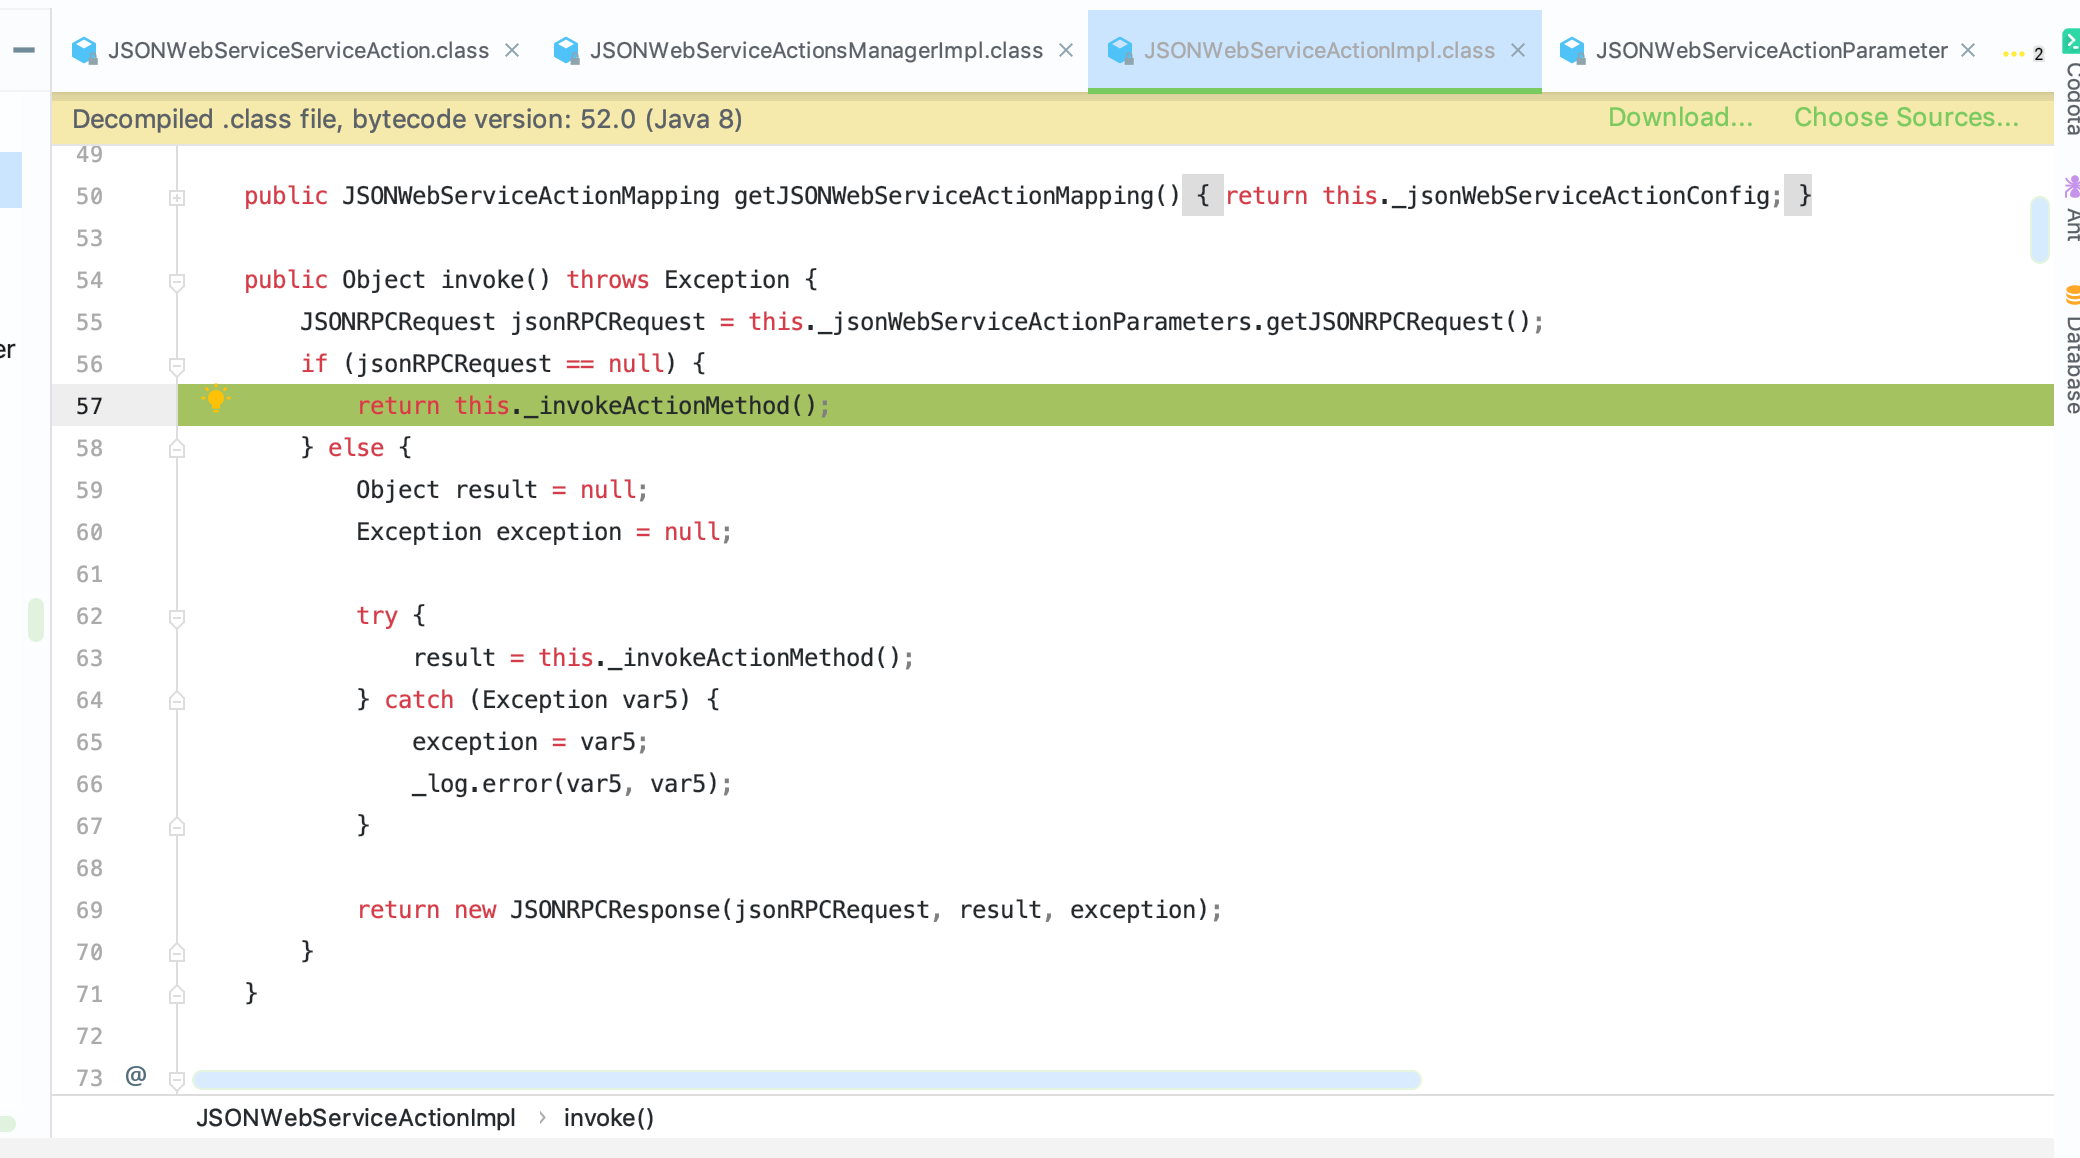 JSONWebServiceServiceAction.class JSONWebServiceActionsManagerImpl.class JSONWebServiceActionImpl.class JSONWebServiceActionParameter 2
Decompiled .class file, bytecode version: 52.0 (Java 8) Download... Choose Sources...
49
50 public JSONWebServiceActionMapping getJSONWebServiceActionMapping() { return this._jsonWebServiceActionConfig; }
53
54 public Object invoke() throws Exception {
55 JSONRPCRequest jsonRPCRequest = this._jsonWebServiceActionParameters.getJSONRPCRequest();
56 if (jsonRPCRequest == null) {
57 return this._invokeActionMethod();
58 } else {
59 Object result = null;
60 Exception exception = null;
61
62 try {
63 result = this._invokeActionMethod();
64 } catch (Exception var5) {
65 exception = var5;
66 _log.error(var5, var5);
67 }
68
69 return new JSONRPCResponse(jsonRPCRequest, result, exception);
70 }
71 }
72
73 @
JSONWebServiceActionImpl › invoke()
er
Codota
Ant
Database